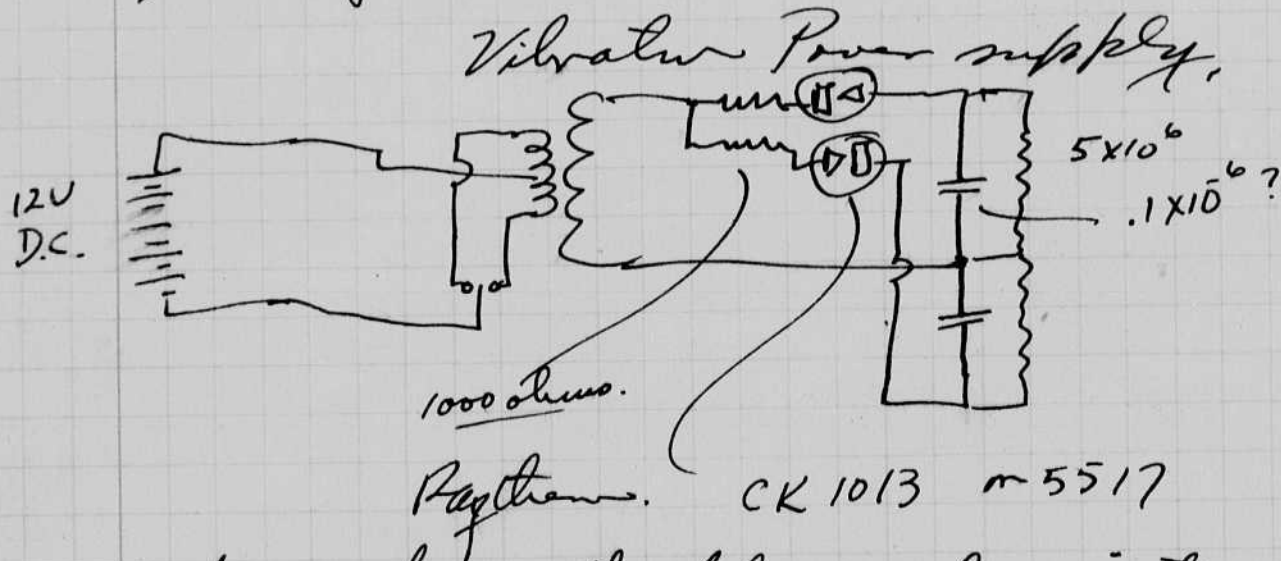 Vibrator Power supply.
12V
D.C.
5x10⁶
.1x10⁻⁶ ?
1000 ohms.
Raytheon. CK 1013 or 5517